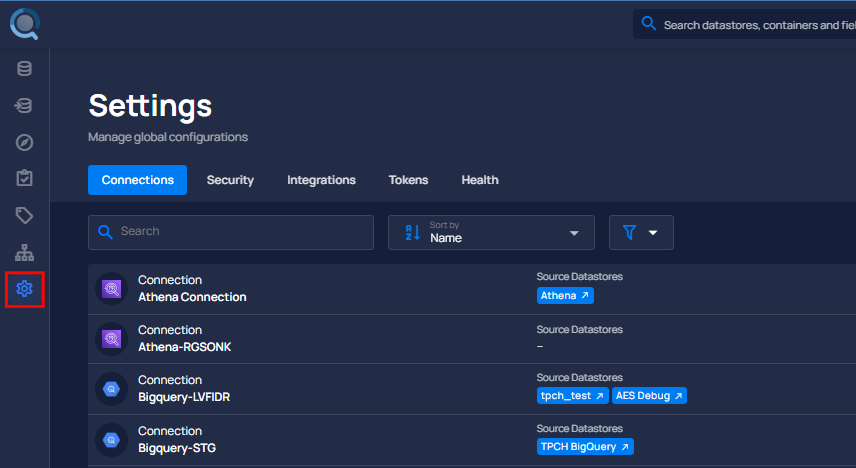 Search datastores, containers and fiel
Settings
Manage global configurations
Connections Security Integrations Tokens Health
Search
Sort by
Name
Connection
Athena Connection
Source Datastores
Athena
Connection
Athena-RGSONK
Source Datastores
–
Connection
Bigquery-LVFIDR
Source Datastores
tpch_test AES Debug
Connection
Bigquery-STG
Source Datastores
TPCH BigQuery